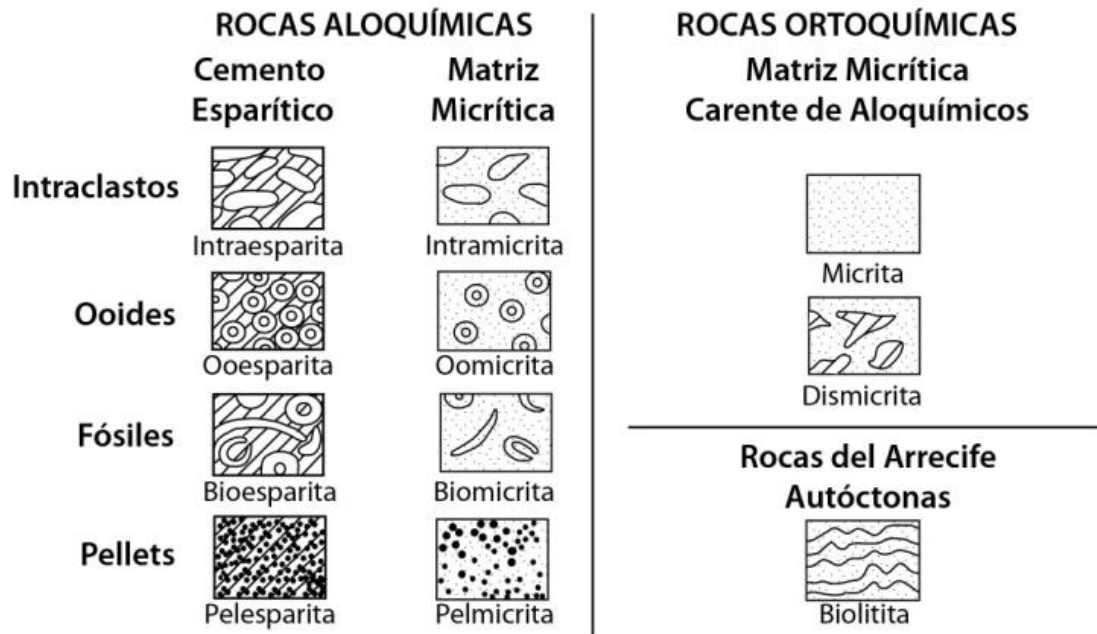 ROCAS ALOQUÍMICAS
Cemento
Esparítico
Matriz
Micrítica
Intraclastos
Intraesparita
Intramicrita
Ooides
Ooesparita
Oomicrita
Fósiles
Bioesparita
Biomicrita
Pellets
Pelesparita
Pelmicrita
ROCAS ORTOQUÍMICAS
Matriz Micrítica
Carente de Aloquímicos
Micrita
Dismicrita
Rocas del Arrecife
Autóctonas
Biolitita